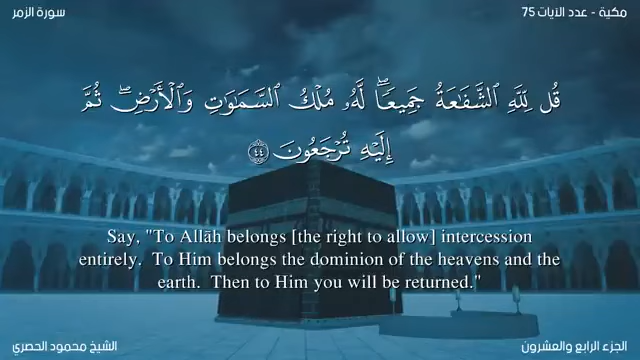 مكية - عدد الآيات 75
سورة الزمر
قُل لِّلَّهِ ٱلشَّفَـٰعَةُ جَمِيعًا ۖ لَّهُۥ مُلْكُ ٱلسَّمَـٰوَٰتِ وَٱلْأَرْضِ ۖ ثُمَّ
إِلَيْهِ تُرْجَعُونَ ٤٤
Say, "To Allāh belongs [the right to allow] intercession
entirely.  To Him belongs the dominion of the heavens and the
earth.  Then to Him you will be returned."
الجزء الرابع والعشرون
الشيخ محمود الحصري